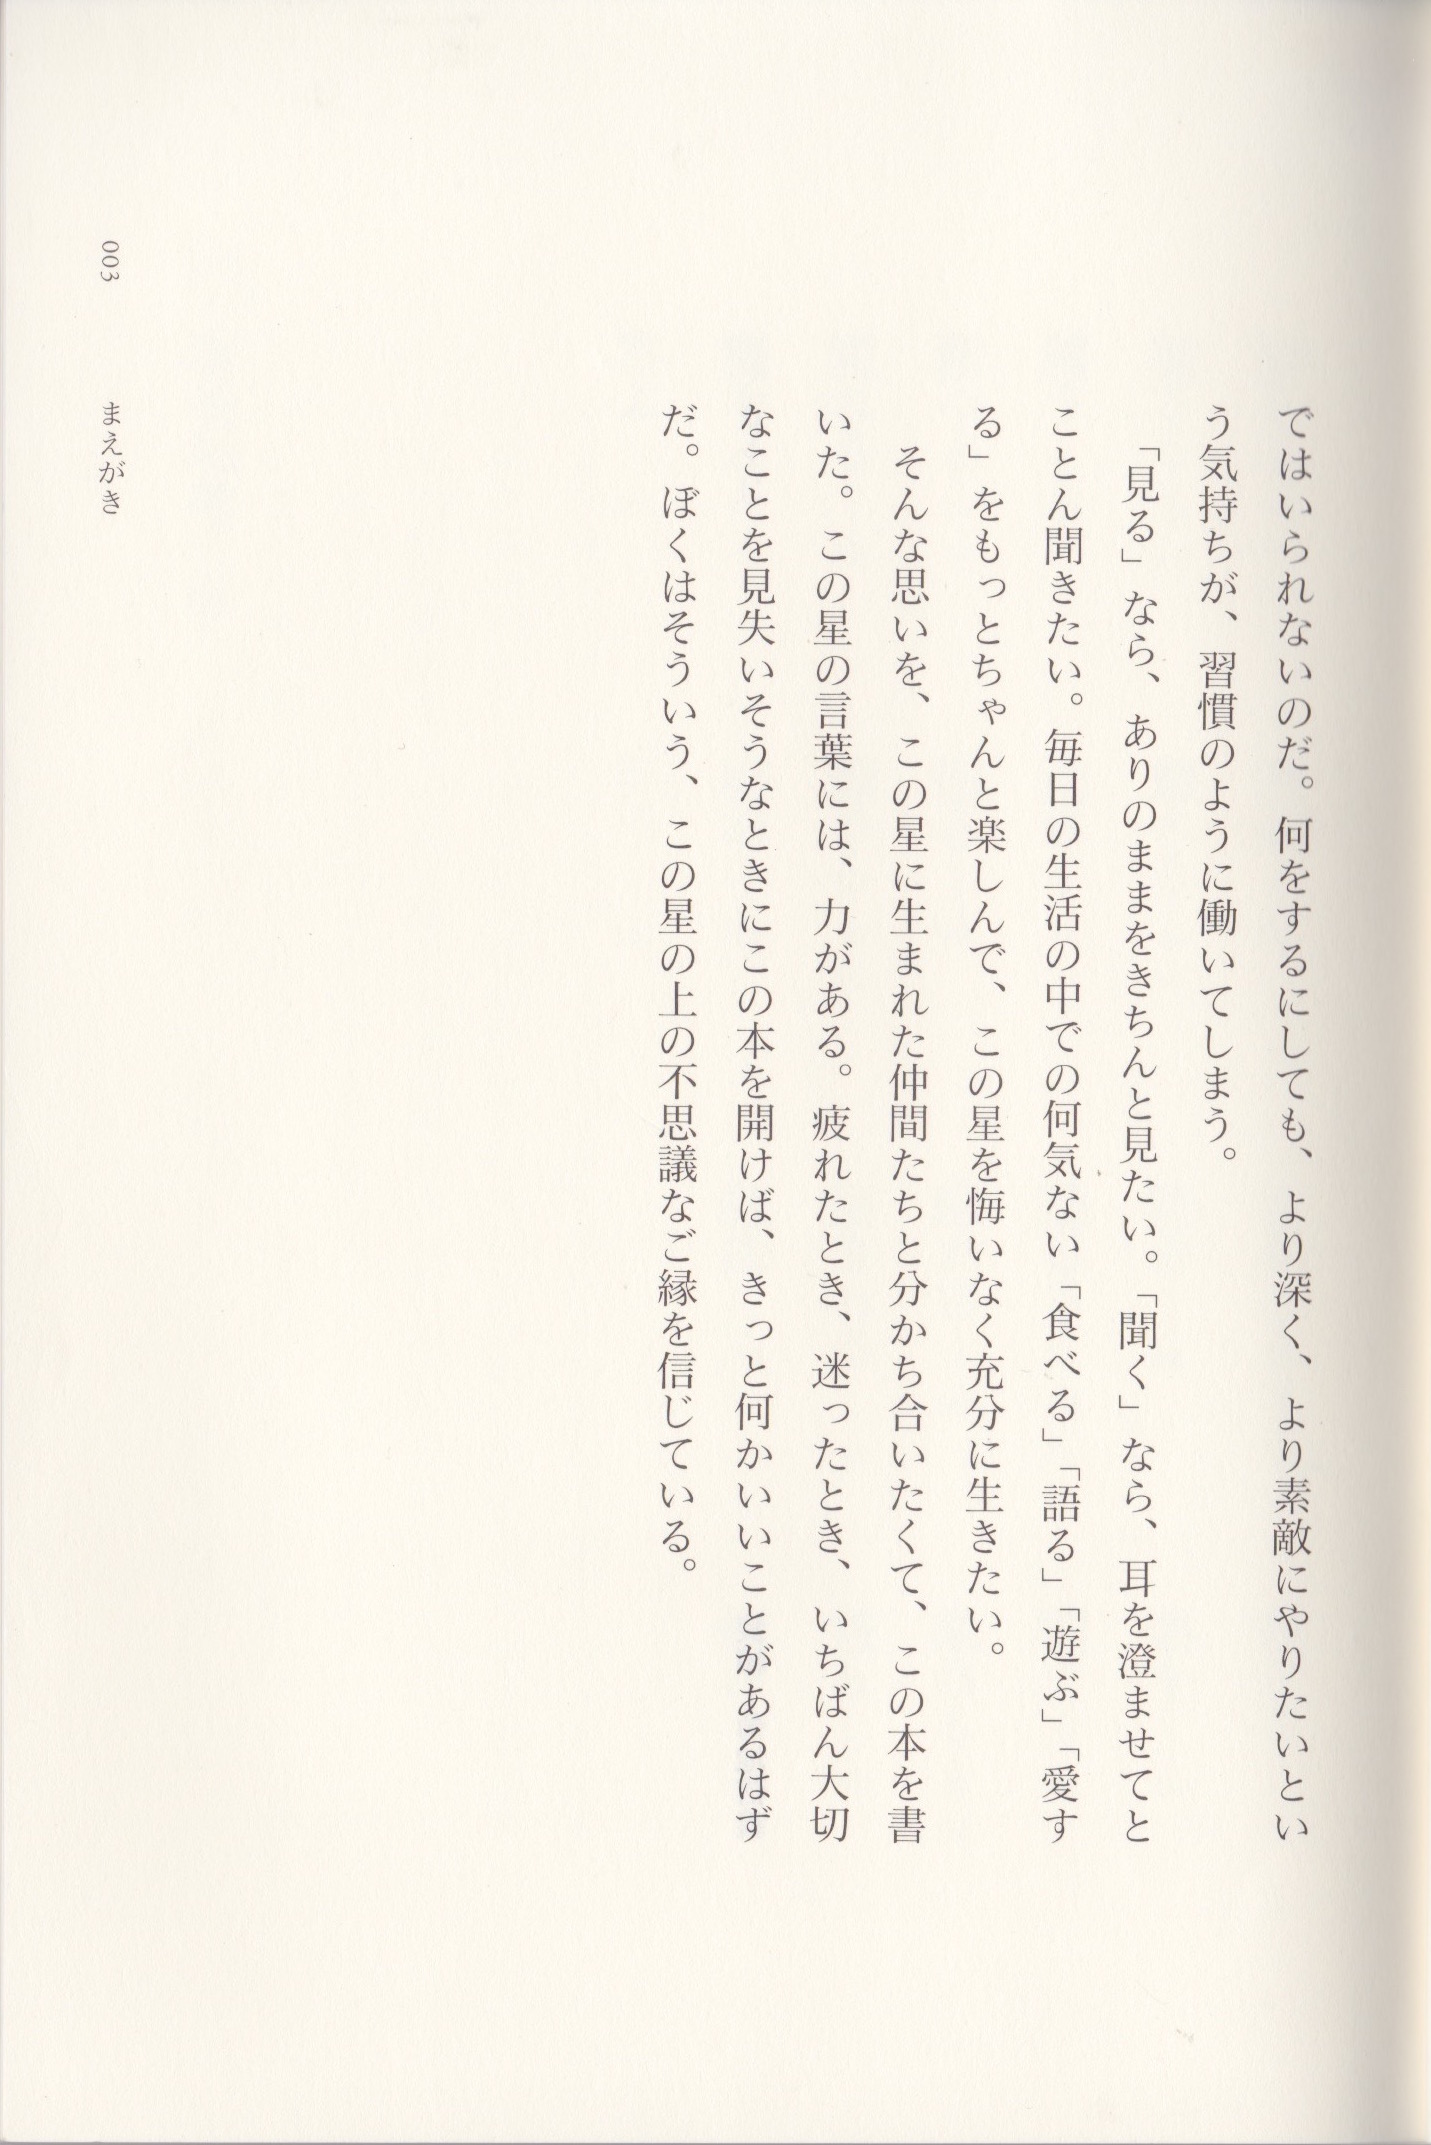 ではいられないのだ。何をするにしても、より深く、より素敵にやりたいとい
う気持ちが、習慣のように働いてしまう。
「見る」なら、ありのままをきちんと見たい。「聞く」なら、耳を澄ませてと
ことん聞きたい。毎日の生活の中での何気ない「食べる」「語る」「遊ぶ」「愛す
る」をもっとちゃんと楽しんで、この星を悔いなく充分に生きたい。
そんな思いを、この星に生まれた仲間たちと分かち合いたくて、この本を書
いた。この星の言葉には、力がある。疲れたとき、迷ったとき、いちばん大切
なことを見失いそうなときにこの本を開けば、きっと何かいいことがあるはず
だ。ぼくはそういう、この星の上の不思議なご縁を信じている。
003 まえがき